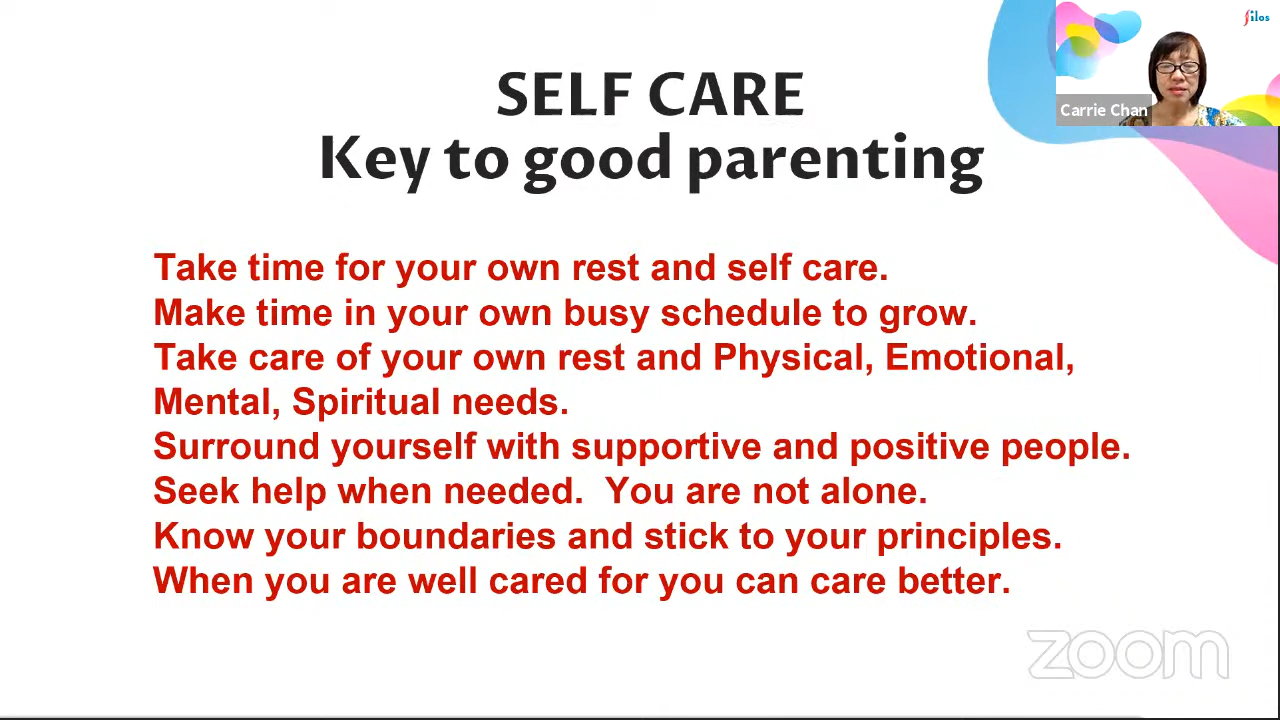 filos
Carrie Chan
SELF CARE
Key to good parenting
Take time for your own rest and self care.
Make time in your own busy schedule to grow.
Take care of your own rest and Physical, Emotional,
Mental, Spiritual needs.
Surround yourself with supportive and positive people.
Seek help when needed.  You are not alone.
Know your boundaries and stick to your principles.
When you are well cared for you can care better.
zoom